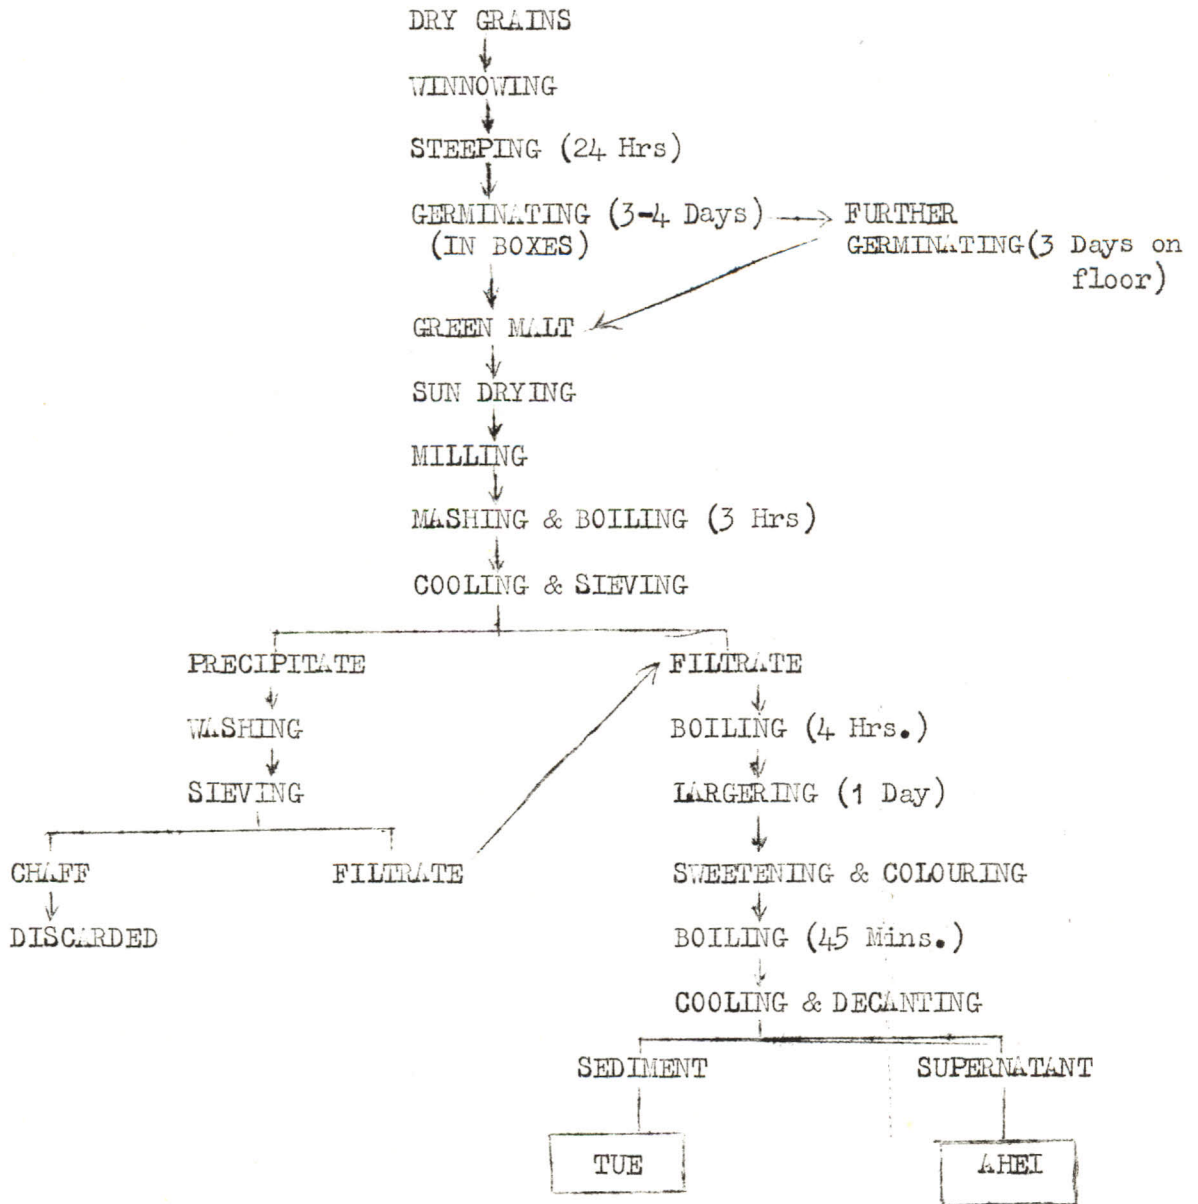 DRY GRAINS
WINNOWING
STEEPING (24 Hrs)
GERMINATING (3-4 Days)
(IN BOXES)
FURTHER
GERMINATING(3 Days on
floor)
GREEN MALT
SUN DRYING
MILLING
MASHING & BOILING (3 Hrs)
COOLING & SIEVING
PRECIPITATE
WASHING
SIEVING
CHAFF
DISCARDED
FILTRATE
FILTRATE
BOILING (4 Hrs.)
LARGERING (1 Day)
SWEETENING & COLOURING
BOILING (45 Mins.)
COOLING & DECANTING
SEDIMENT
SUPERNATANT
TUE
AHEI